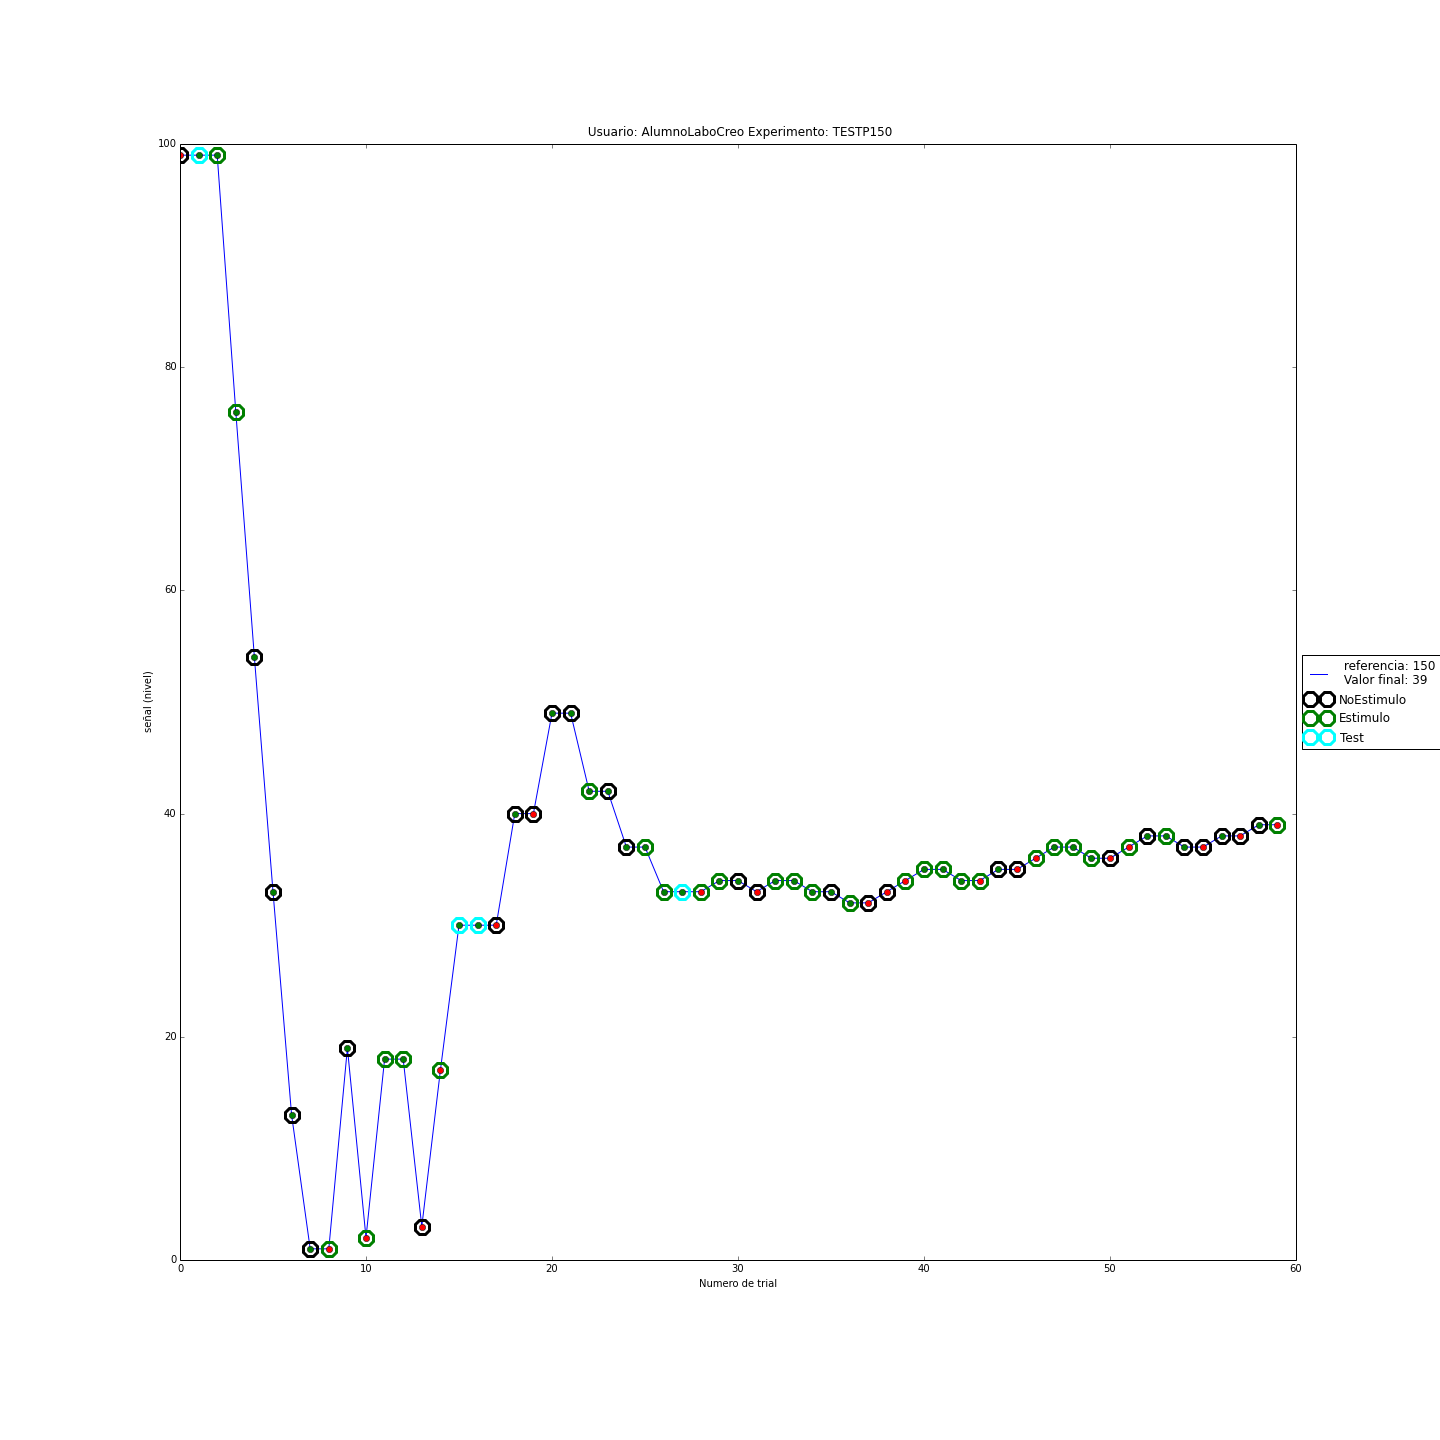 Usuario: AlumnoLaboCreo Experimento: TESTP150
100
80
60
40
20
0
señal (nivel)
0 10 20 30 40 50 60
Numero de trial
referencia: 150
Valor final: 39
NoEstimulo
Estimulo
Test